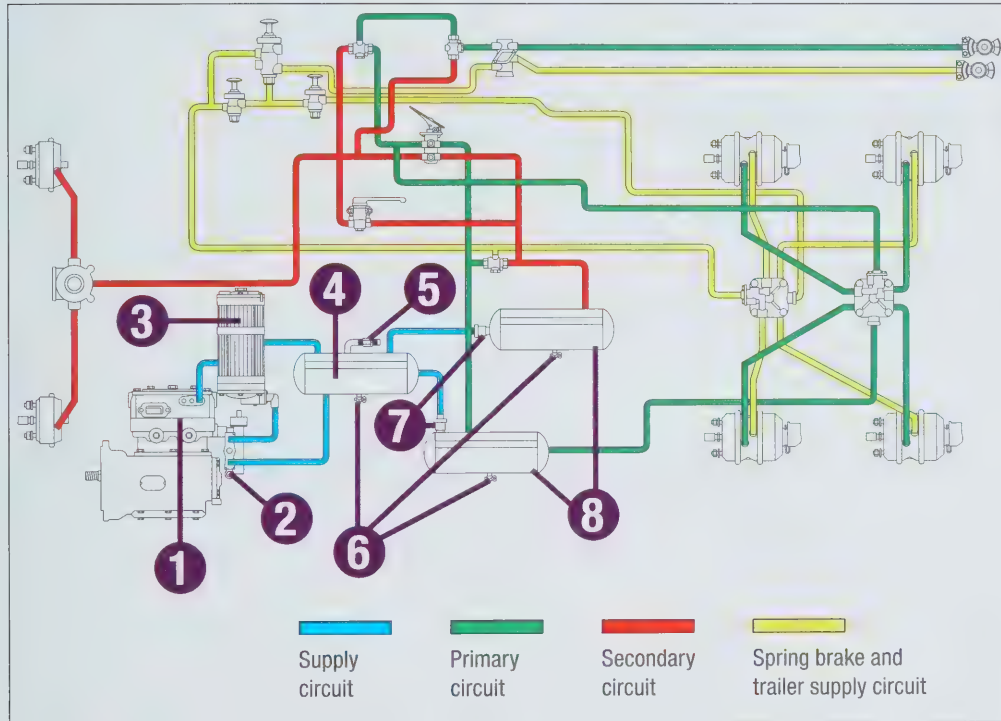 3
4
5
7
2
6
8
1
Supply
circuit
Primary
circuit
Secondary
circuit
Spring brake and
trailer supply circuit